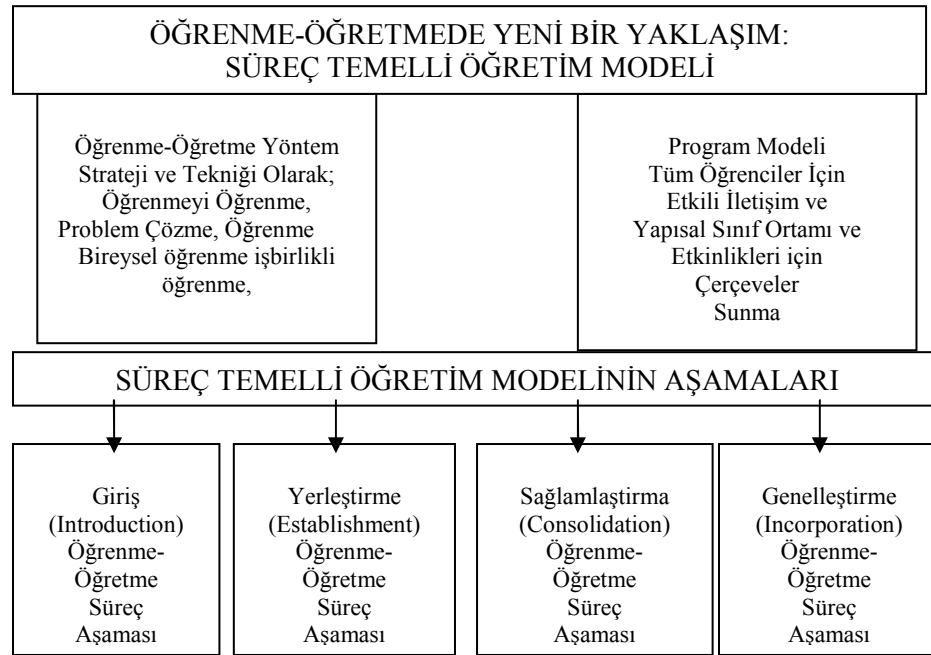 ÖĞRENME-ÖĞRETMEDE YENİ BİR YAKLAŞIM:
SÜREÇ TEMELLİ ÖĞRETİM MODELİ
Öğrenme-Öğretme Yöntem
Strateji ve Tekniği Olarak;
Öğrenmeyi Öğrenme,
Problem Çözme, Öğrenme
Bireysel öğrenme işbirlikli
öğrenme,
Program Modeli
Tüm Öğrenciler İçin
Etkili İletişim ve
Yapısal Sınıf Ortamı ve
Etkinlikleri için
Çerçeveler
Sunma
SÜREÇ TEMELLİ ÖĞRETİM MODELİNİN AŞAMALARI
Giriş
(Introduction)
Öğrenme-
Öğretme
Süreç
Aşaması
Yerleştirme
(Establishment)
Öğrenme-
Öğretme
Süreç
Aşaması
Sağlamlaştırma
(Consolidation)
Öğrenme-
Öğretme
Süreç
Aşaması
Genelleştirme
(Incorporation)
Öğrenme-
Öğretme
Süreç
Aşaması